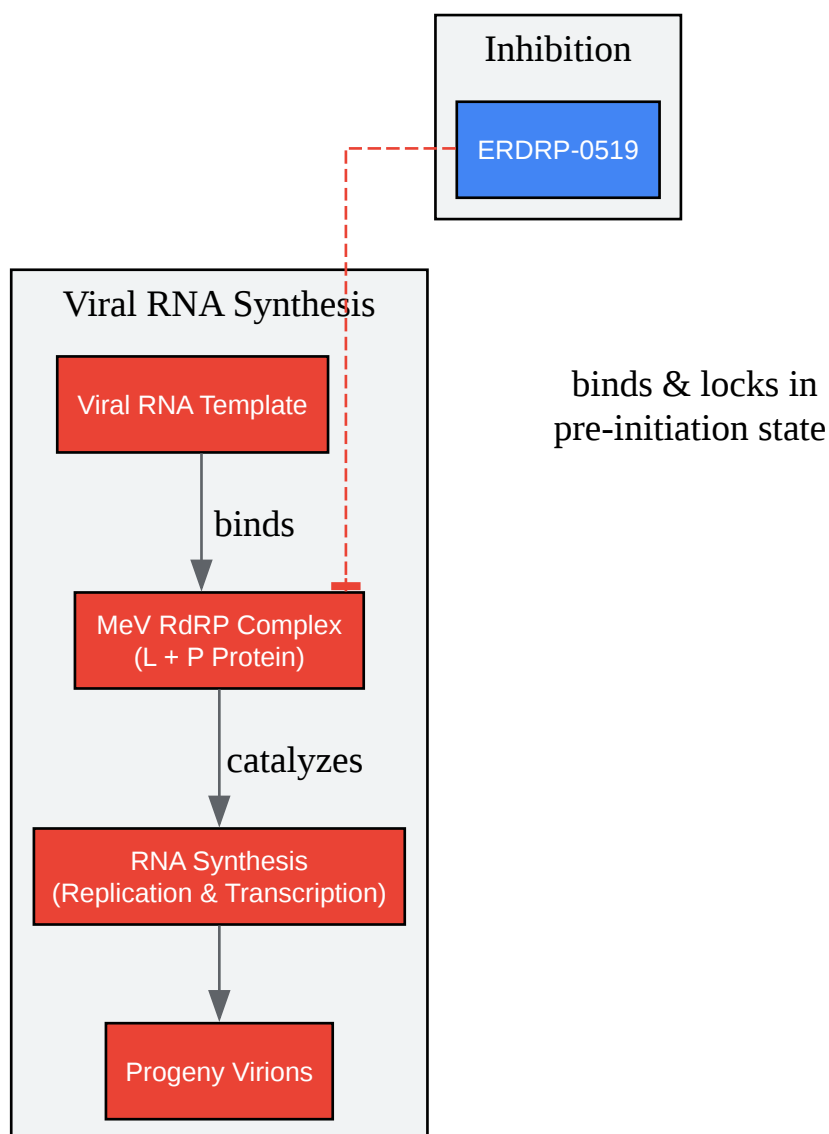 Inhibition
ERDRP-0519
Viral RNA Synthesis
Viral RNA Template
binds & locks in
pre-initiation state
binds
MeV RdRP Complex
(L + P Protein)
catalyzes
RNA Synthesis
(Replication & Transcription)
Progeny Virions